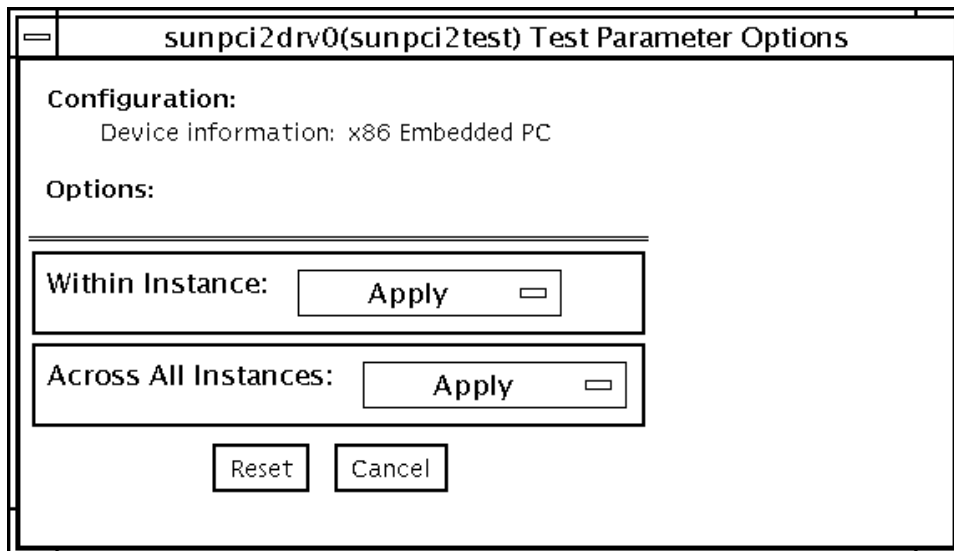 sunpci2drv0(sunpci2test) Test Parameter Options
Configuration:
Device information: x86 Embedded PC
Options:
Within Instance: Apply
Across All Instances: Apply
Reset Cancel